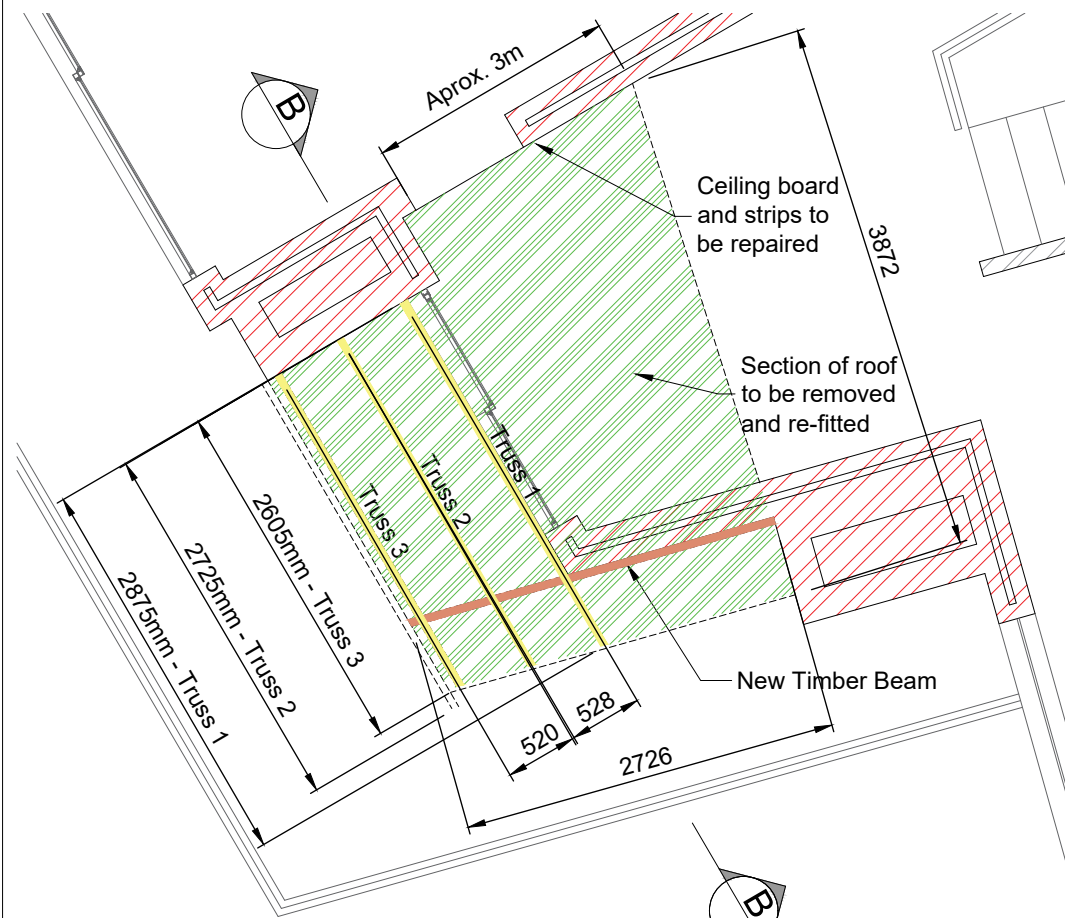 Aprox. 3m
B
Ceiling board
and strips to
be repaired
3872
Section of roof
to be removed
and re-fitted
Truss 1
Truss 2
Truss 3
2605mm - Truss 3
2725mm - Truss 2
2875mm - Truss 1
New Timber Beam
528
520
2726
B